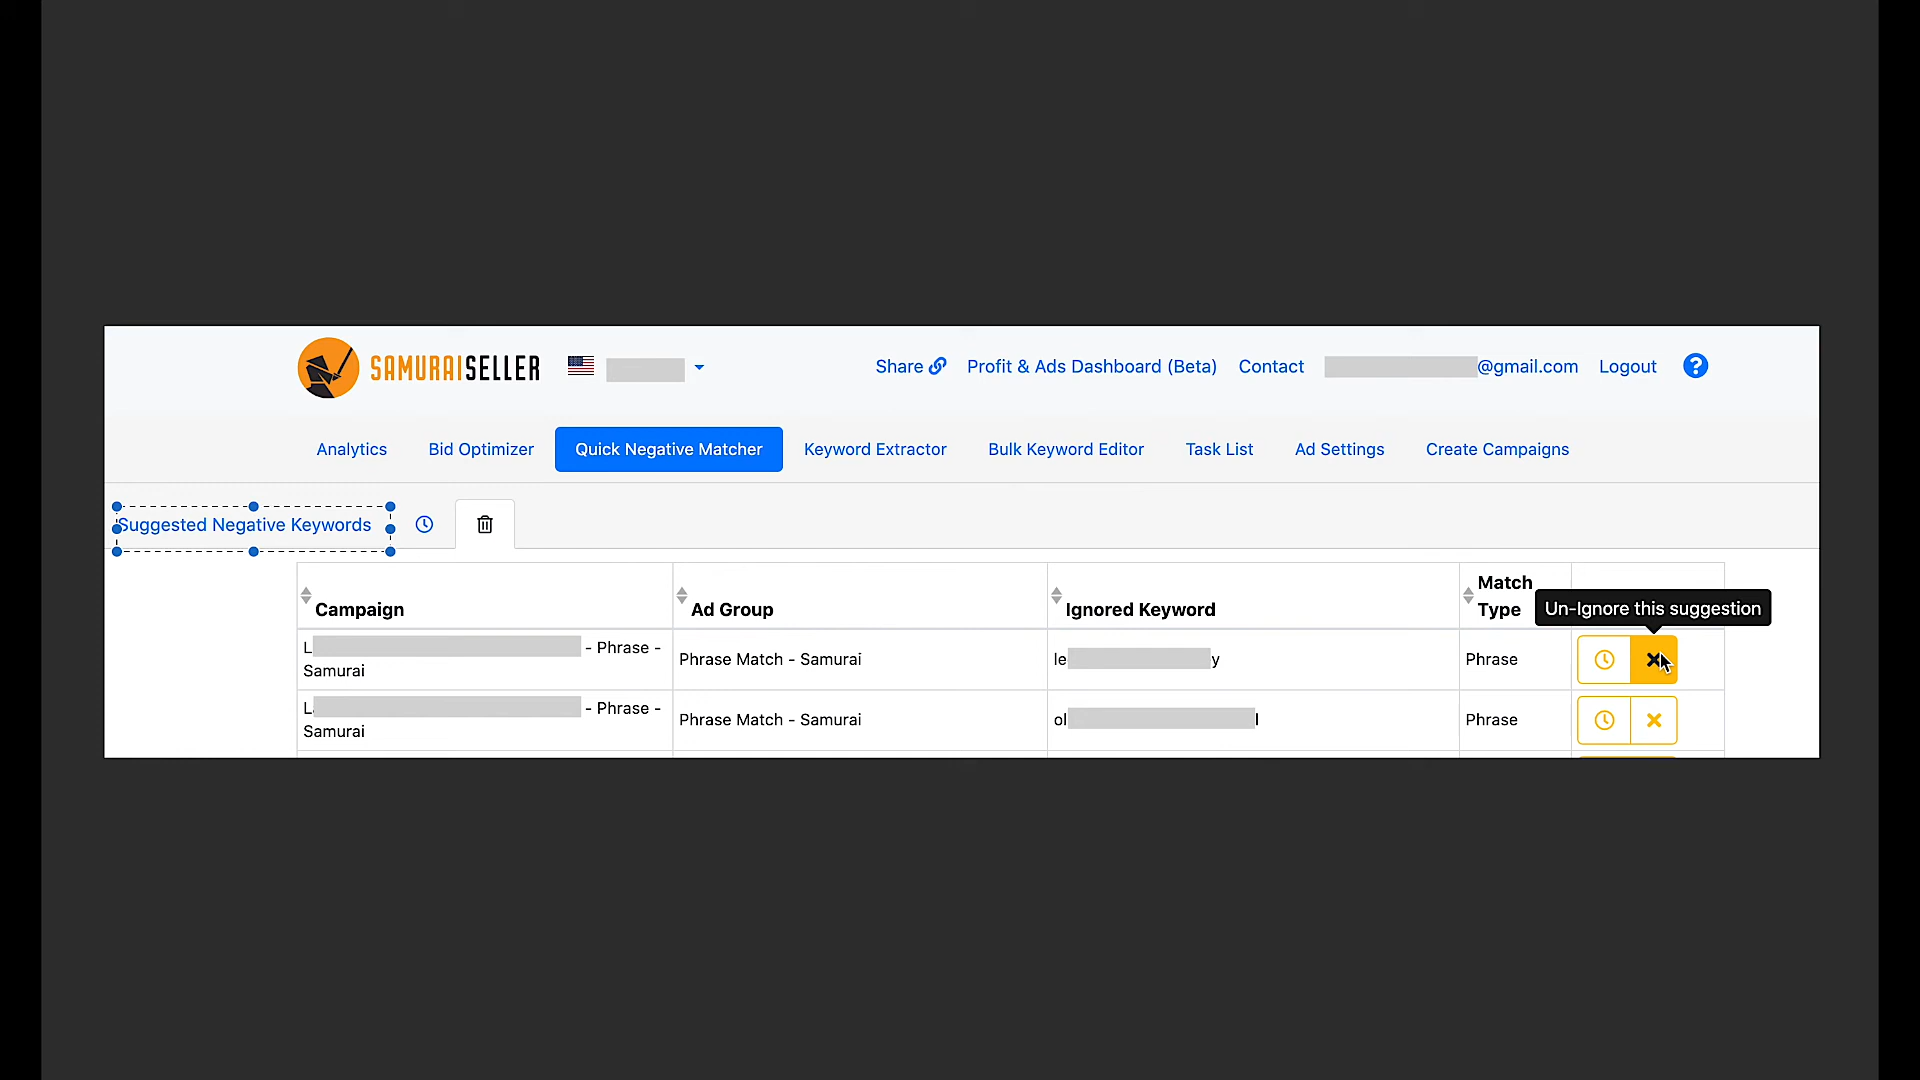 SAMURAISELLER
Share Profit & Ads Dashboard (Beta) Contact @gmail.com Logout ?
Analytics Bid Optimizer Quick Negative Matcher Keyword Extractor Bulk Keyword Editor Task List Ad Settings Create Campaigns
Suggested Negative Keywords
Campaign Ad Group Ignored Keyword Match Type
Un-Ignore this suggestion
L - Phrase - Samurai Phrase Match - Samurai le y Phrase
L - Phrase - Samurai Phrase Match - Samurai ol l Phrase